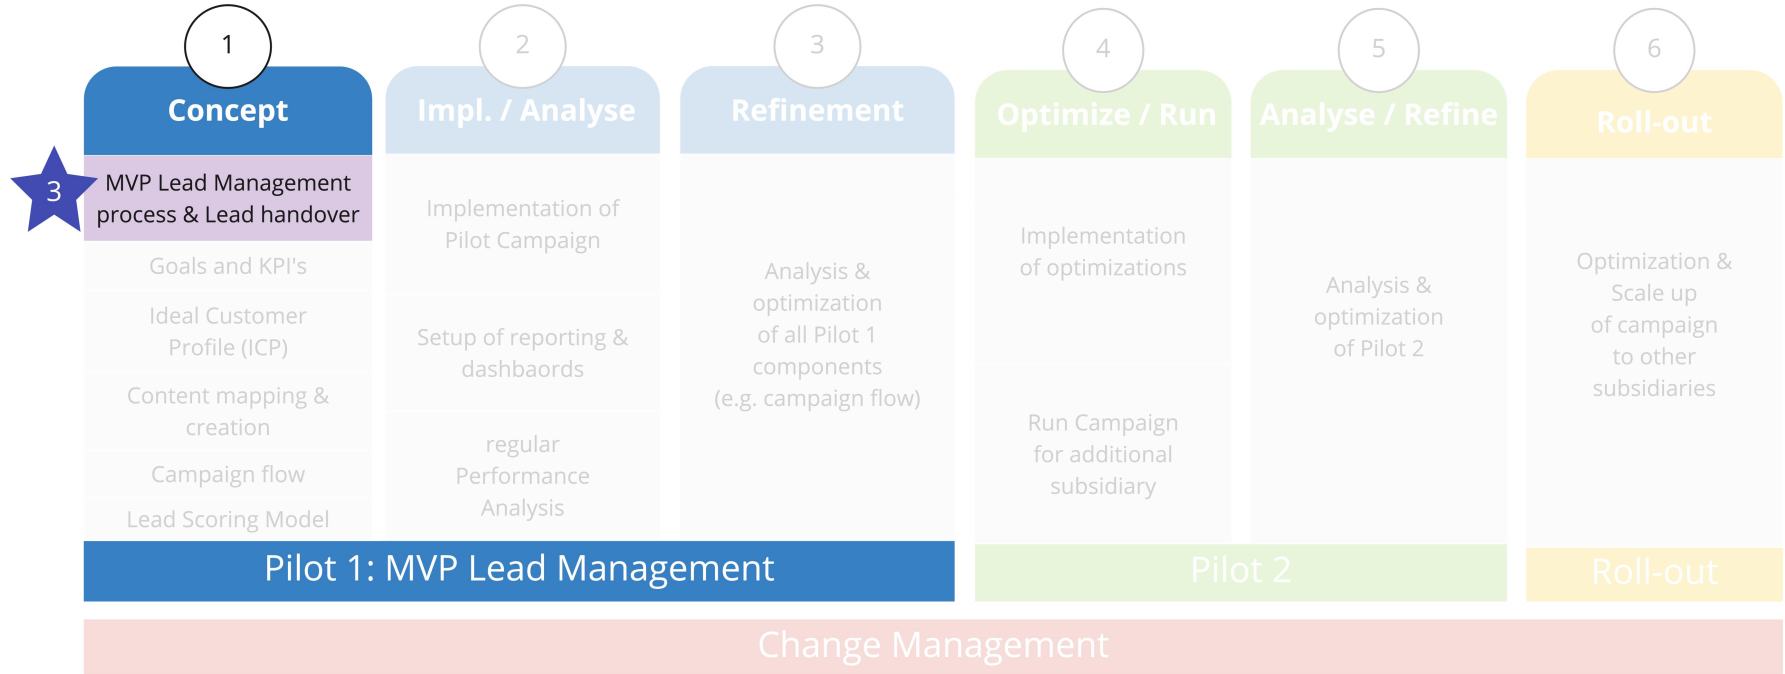 1
Concept
3
MVP Lead Management
process & Lead handover
Goals and KPI's
Ideal Customer
Profile (ICP)
Content mapping &
creation
Campaign flow
Lead Scoring Model
2
Impl. / Analyse
Implementation of
Pilot Campaign
Setup of reporting &
dashbaords
regular
Performance
Analysis
3
Refinement
Analysis &
optimization
of all Pilot 1
components
(e.g. campaign flow)
Pilot 1: MVP Lead Management
4
Optimize / Run
Implementation
of optimizations
Run Campaign
for additional
subsidiary
5
Analyse / Refine
Analysis &
optimization
of Pilot 2
Pilot 2
6
Roll-out
Optimization &
Scale up
of campaign
to other
subsidiaries
Roll-out
Change Management